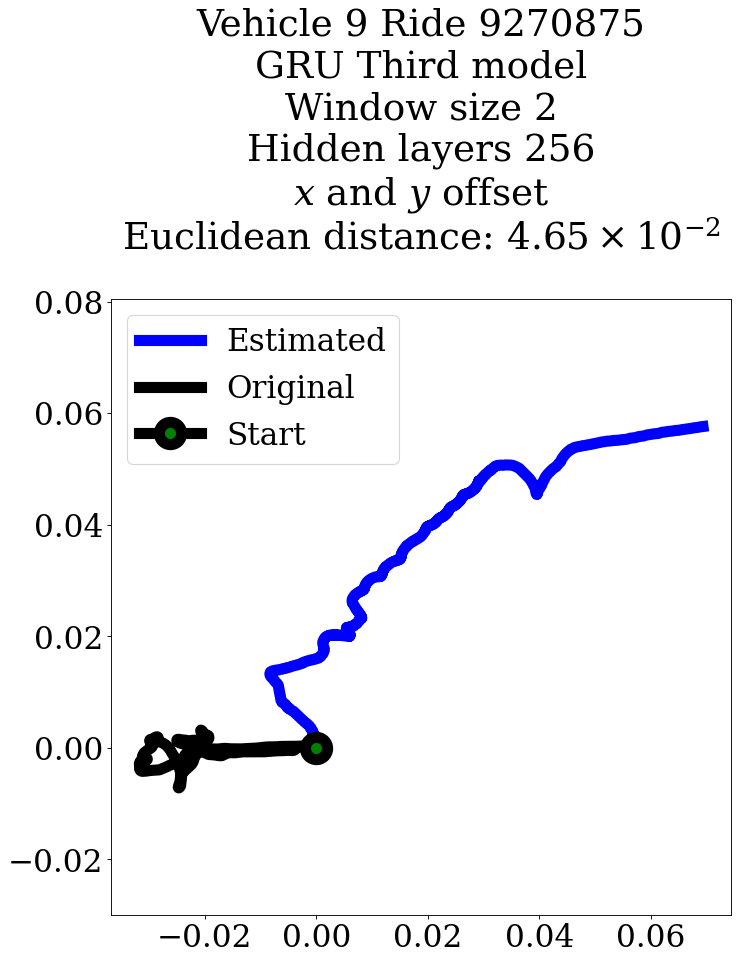 Vehicle 9 Ride 9270875
GRU Third model
Window size 2
Hidden layers 256
x and y offset
Euclidean distance: 4.65 × 10⁻²
0.08
Estimated
Original
Start
0.06
0.04
0.02
0.00
−0.02
−0.02 0.00 0.02 0.04 0.06